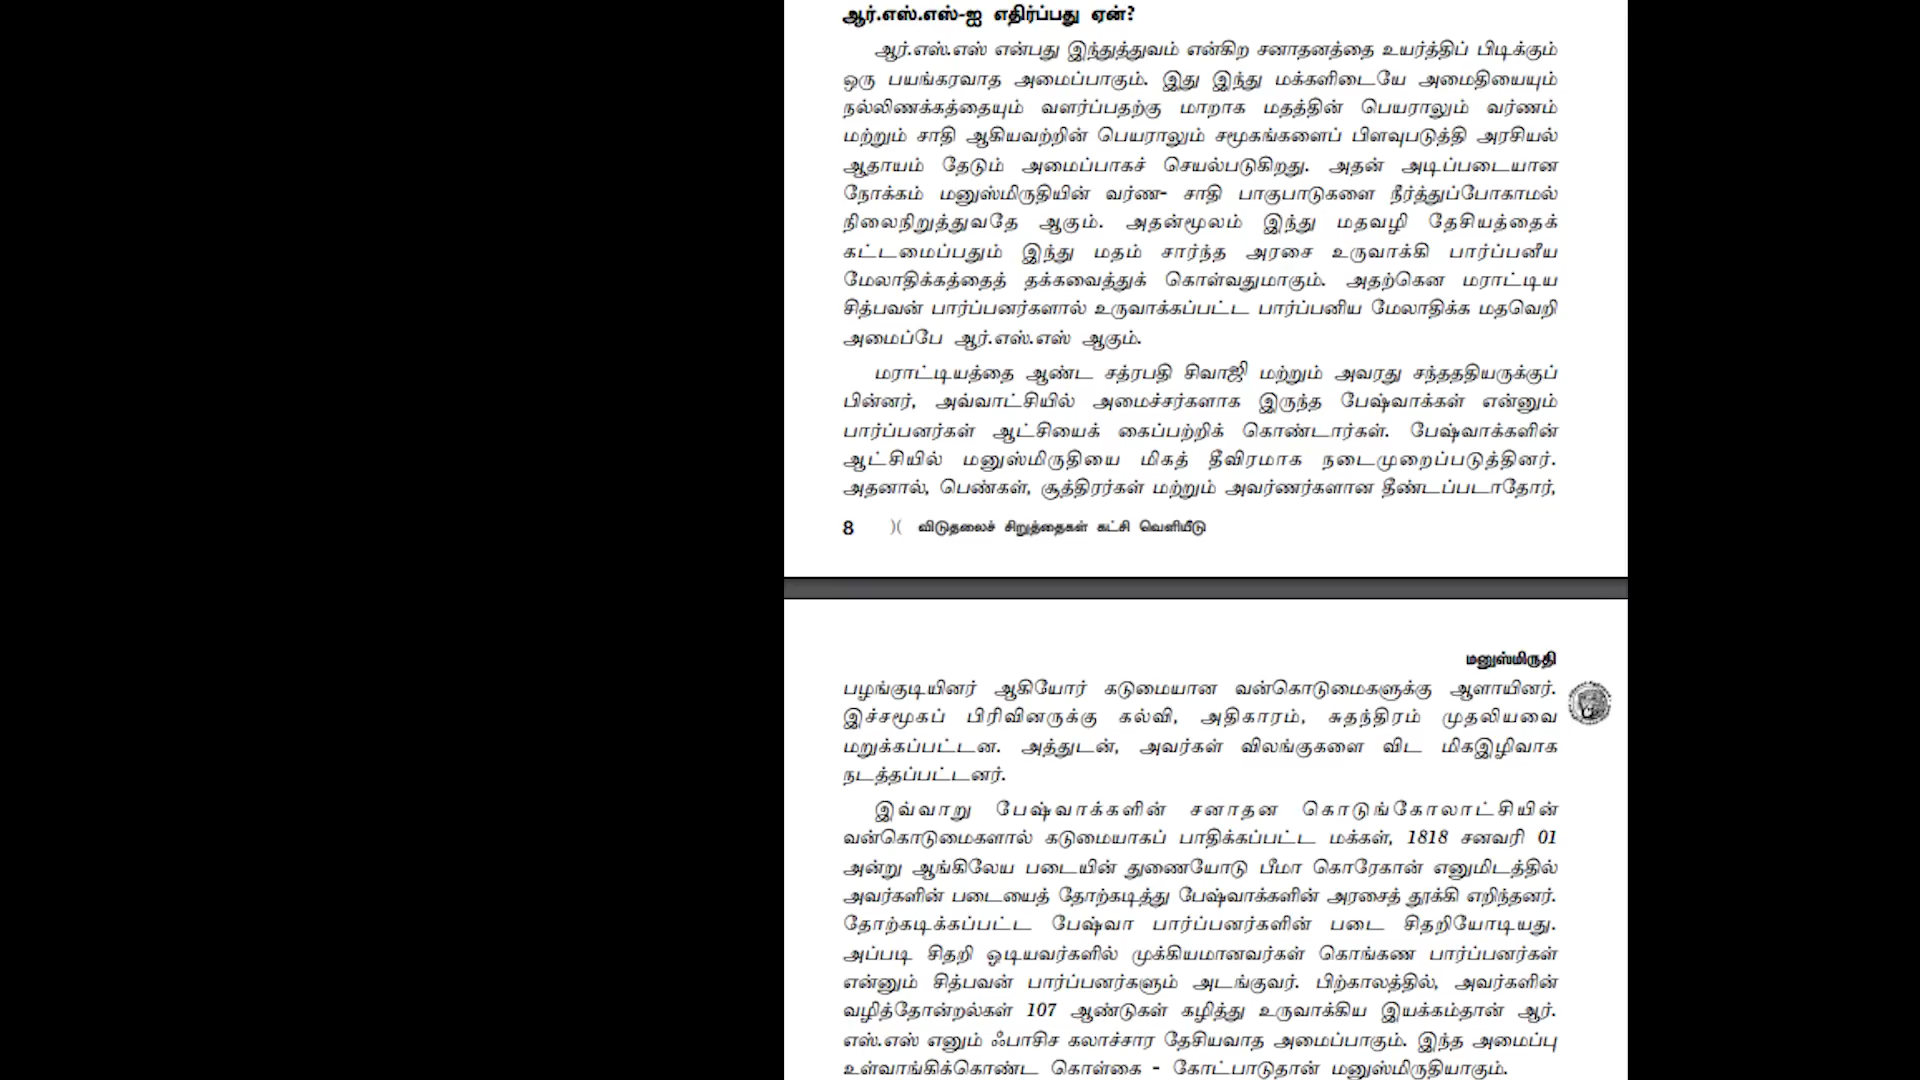 ஆர்.எஸ்.எஸ்-ஐ எதிர்ப்பது ஏன்?
ஆர்.எஸ்.எஸ் என்பது இந்துத்துவம் என்கிற சனாதனத்தை உயர்த்திப் பிடிக்கும்
ஒரு பயங்கரவாத அமைப்பாகும். இது இந்து மக்களிடையே அமைதியையும்
நல்லிணக்கத்தையும் வளர்ப்பதற்கு மாறாக மதத்தின் பெயராலும் வர்ணம்
மற்றும் சாதி ஆகியவற்றின் பெயராலும் சமூகங்களைப் பிளவுபடுத்தி அரசியல்
ஆதாயம் தேடும் அமைப்பாகச் செயல்படுகிறது. அதன் அடிப்படையான
நோக்கம் மனுஸ்மிருதியின் வர்ண- சாதி பாகுபாடுகளை நீர்த்துப்போகாமல்
நிலைநிறுத்துவதே ஆகும். அதன்மூலம் இந்து மதவழி தேசியத்தைக்
கட்டமைப்பதும் இந்து மதம் சார்ந்த அரசை உருவாக்கி பார்ப்பனீய
மேலாதிக்கத்தைத் தக்கவைத்துக் கொள்வதுமாகும். அதற்கென மராட்டிய
சித்பவன் பார்ப்பனர்களால் உருவாக்கப்பட்ட பார்ப்பனிய மேலாதிக்க மதவெறி
அமைப்பே ஆர்.எஸ்.எஸ் ஆகும்.
மராட்டியத்தை ஆண்ட சத்ரபதி சிவாஜி மற்றும் அவரது சந்தததியருக்குப்
பின்னர், அவ்வாட்சியில் அமைச்சர்களாக இருந்த பேஷ்வாக்கள் என்னும்
பார்ப்பனர்கள் ஆட்சியைக் கைப்பற்றிக் கொண்டார்கள். பேஷ்வாக்களின்
ஆட்சியில் மனுஸ்மிருதியை மிகத் தீவிரமாக நடைமுறைப்படுத்தினர்.
அதனால், பெண்கள், சூத்திரர்கள் மற்றும் அவர்ணர்களான தீண்டப்படாதோர்,
8 )( விடுதலைச் சிறுத்தைகள் கட்சி வெளியீடு
மனுஸ்மிருதி
பழங்குடியினர் ஆகியோர் கடுமையான வன்கொடுமைகளுக்கு ஆளாயினர்.
இச்சமூகப் பிரிவினருக்கு கல்வி, அதிகாரம், சுதந்திரம் முதலியவை
மறுக்கப்பட்டன. அத்துடன், அவர்கள் விலங்குகளை விட மிகஇழிவாக
நடத்தப்பட்டனர்.
இவ்வாறு பேஷ்வாக்களின் சனாதன கொடுங்கோலாட்சியின்
வன்கொடுமைகளால் கடுமையாகப் பாதிக்கப்பட்ட மக்கள், 1818 சனவரி 01
அன்று ஆங்கிலேய படையின் துணையோடு பீமா கொரேகான் எனுமிடத்தில்
அவர்களின் படையைத் தோற்கடித்து பேஷ்வாக்களின் அரசைத் தூக்கி எறிந்தனர்.
தோற்கடிக்கப்பட்ட பேஷ்வா பார்ப்பனர்களின் படை சிதறியோடியது.
அப்படி சிதறி ஓடியவர்களில் முக்கியமானவர்கள் கொங்கண பார்ப்பனர்கள்
என்னும் சித்பவன் பார்ப்பனர்களும் அடங்குவர். பிற்காலத்தில், அவர்களின்
வழித்தோன்றல்கள் 107 ஆண்டுகள் கழித்து உருவாக்கிய இயக்கம்தான் ஆர்.
எஸ்.எஸ் எனும் ஃபாசிச கலாச்சார தேசியவாத அமைப்பாகும். இந்த அமைப்பு
உள்வாங்கிக்கொண்ட கொள்கை - கோட்பாடுதான் மனுஸ்மிருதியாகும்.